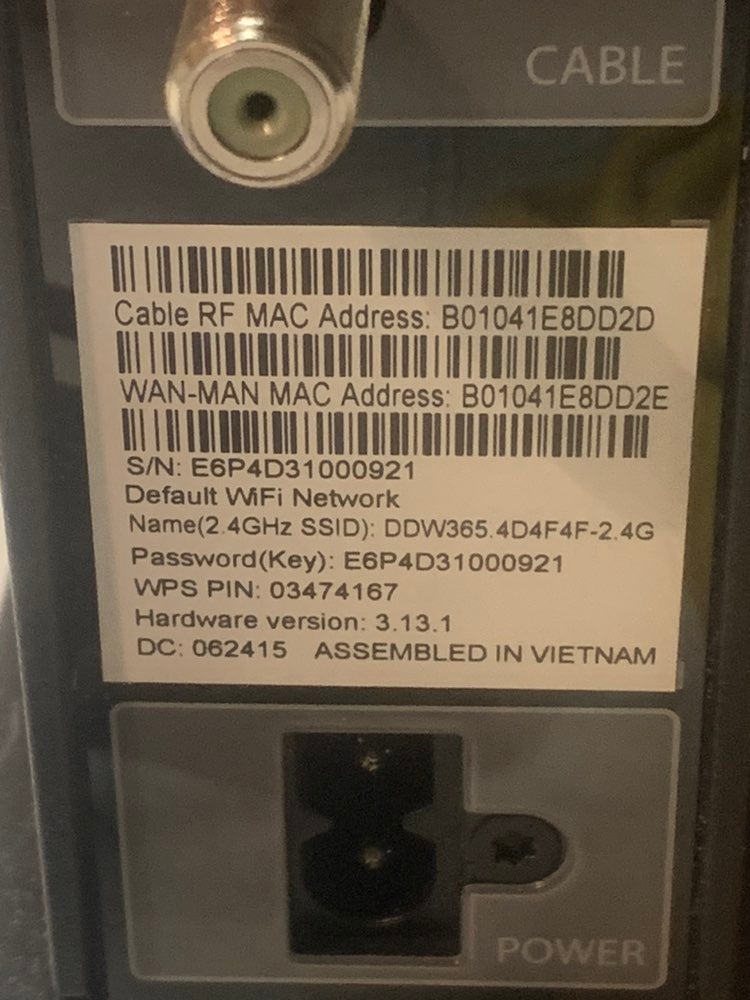 CABLE
Cable RF MAC Address: B01041E8DD2D
WAN-MAN MAC Address: B01041E8DD2E
S/N: E6P4D31000921
Default WiFi Network
Name(2.4GHz SSID): DDW365.4D4F4F-2.4G
Password(Key): E6P4D31000921
WPS PIN: 03474167
Hardware version: 3.13.1
DC: 062415 ASSEMBLED IN VIETNAM
POWER